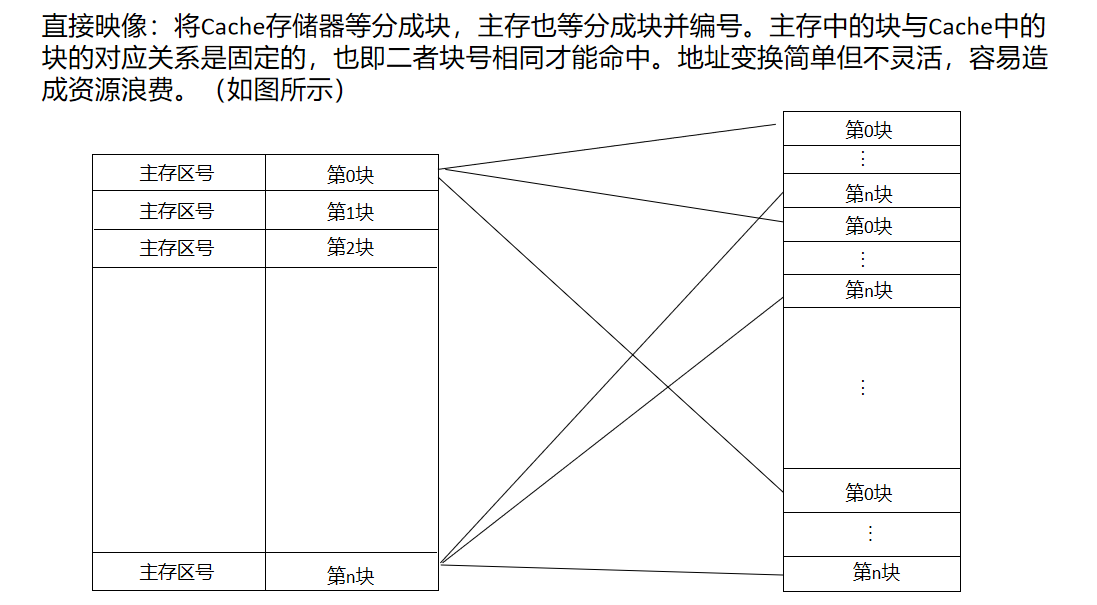 直接映像：将Cache存储器等分成块，主存也等分成块并编号。主存中的块与Cache中的
块的对应关系是固定的，也即二者块号相同才能命中。地址变换简单但不灵活，容易造
成资源浪费。（如图所示）
主存区号 第0块
主存区号 第1块
主存区号 第2块
主存区号 第n块
第0块
⋮
第n块
第0块
⋮
第n块
⋮
第0块
⋮
第n块